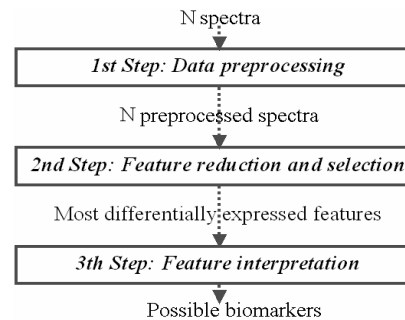 N spectra
1st Step: Data preprocessing
N preprocessed spectra
2nd Step: Feature reduction and selection
Most differentially expressed features
3th Step: Feature interpretation
Possible biomarkers